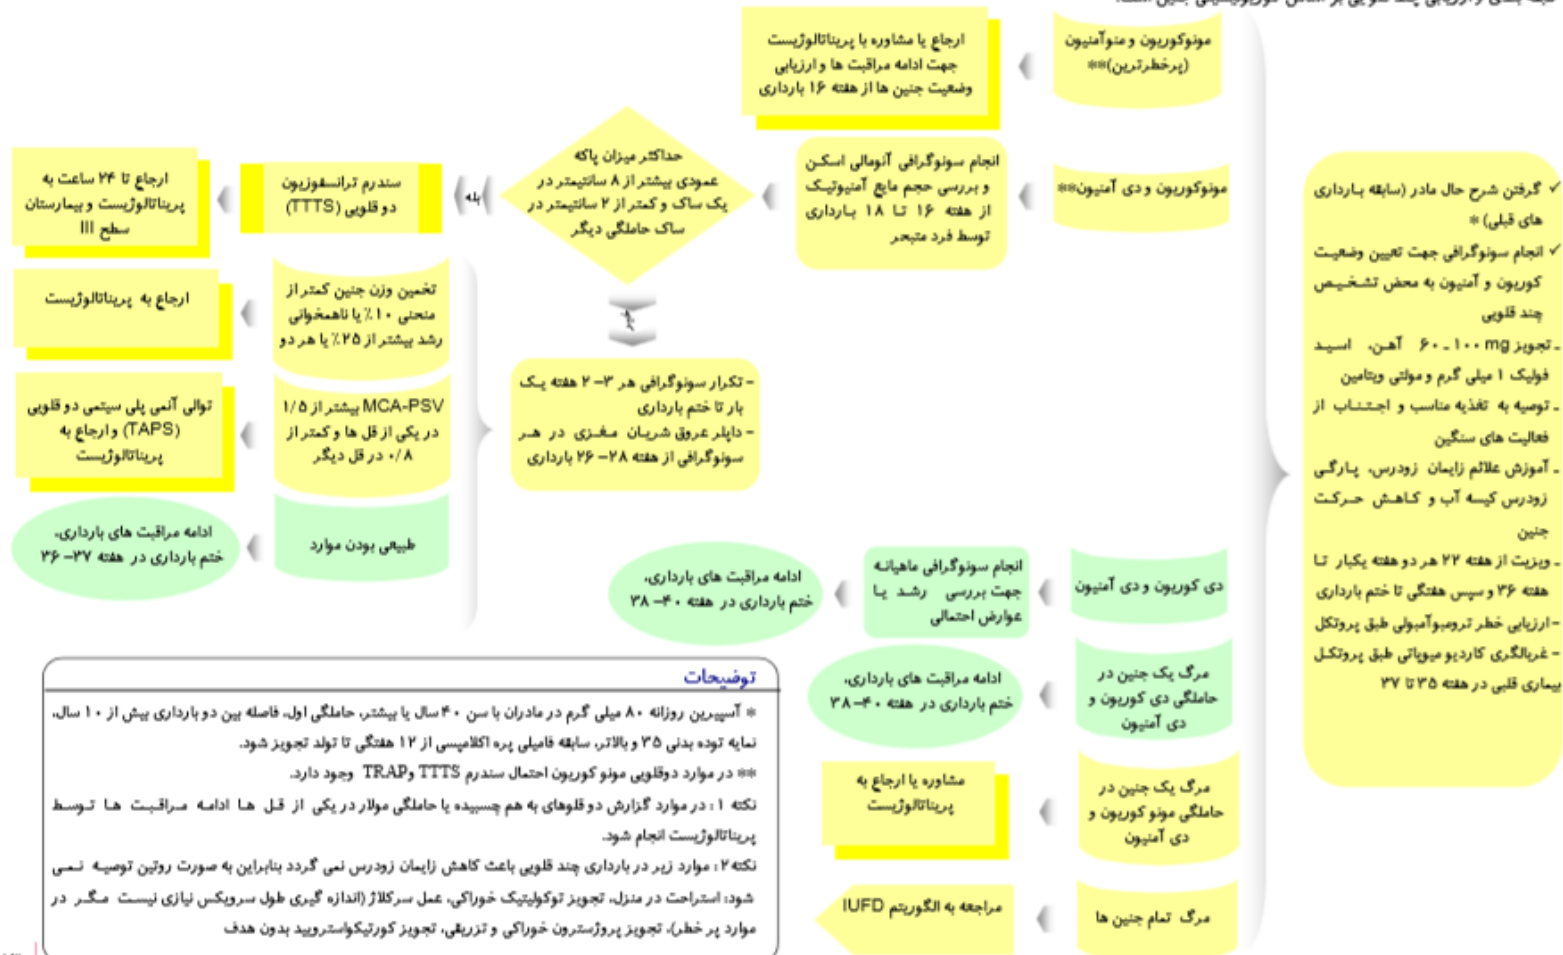 ✓ گرفتن شرح حال مادر (سابقه بارداری
های قبلی) *
✓ انجام سونوگرافی جهت تعیین وضعیت
کوریون و آمنیون به محض تشخیص
چند قلویی
ـ تجویز ۶۰ـ۱۰۰ mg آهن، اسید
فولیک ۱ میلی گرم و مولتی ویتامین
ـ توصیه به تغذیه مناسب و اجتناب از
فعالیت های سنگین
ـ آموزش علائم زایمان زودرس، پارگی
زودرس کیسه آب و کاهش حرکت
جنین
ـ ویزیت از هفته ۲۲ هر دو هفته یکبار تا
هفته ۳۶ و سپس هفتگی تا ختم بارداری
-ارزیابی خطر ترومبوآمبولی طبق پروتکل
- غربالگری کاردیو میوپاتی طبق پروتکل
بیماری قلبی در هفته ۳۵ تا ۳۷
مونوکوریون و منوآمنیون
(پرخطرترین)**
ارجاع یا مشاوره با پریناتالوژیست
جهت ادامه مراقبت ها و ارزیابی
وضعیت جنین ها از هفته ۱۶ بارداری
مونوکوریون و دی آمنیون**
انجام سونوگرافی آنومالی اسکن
و بررسی حجم مایع آمنیوتیک
از هفته ۱۶ تا ۱۸ بارداری
توسط فرد متبحر
حداکثر میزان پاکه
عمودی بیشتر از ۸ سانتیمتر در
یک ساک و کمتر از ۲ سانتیمتر در
ساک حاملگی دیگر
بله
سندرم ترانسفوزیون
دو قلویی (TTTS)
ارجاع تا ۲۴ ساعت به
پریناتالوژیست و بیمارستان
سطح III
خیر
- تکرار سونوگرافی هر ۳– ۲ هفته یک
بار تا ختم بارداری
- داپلر عروق شریان مغزی در هر
سونوگرافی از هفته ۲۸– ۲۶ بارداری
تخمین وزن جنین کمتر از
منحنی ۱۰٪ یا ناهمخوانی
رشد بیشتر از ۲۵٪ یا هر دو
ارجاع به پریناتالوژیست
MCA-PSV بیشتر از ۱/۵
در یکی از قل ها و کمتر از
۰/۸ در قل دیگر
توالی آنمی پلی سیتمی دو قلویی
(TAPS) و ارجاع به
پریناتالوژیست
طبیعی بودن موارد
ادامه مراقبت های بارداری،
ختم بارداری در هفته ۳۷– ۳۶
دی کوریون و دی آمنیون
انجام سونوگرافی ماهیانه
جهت بررسی رشد یا
عوارض احتمالی
ادامه مراقبت های بارداری،
ختم بارداری در هفته ۴۰– ۳۸
مرگ یک جنین در
حاملگی دی کوریون و
دی آمنیون
ادامه مراقبت های بارداری،
ختم بارداری در هفته ۴۰–۳۸
مرگ یک جنین در
حاملگی مونو کوریون و
دی آمنیون
مشاوره یا ارجاع به
پریناتالوژیست
مرگ تمام جنین ها
مراجعه به الگوریتم IUFD
توضیحات
* آسپیرین روزانه ۸۰ میلی گرم در مادران با سن ۴۰ سال یا بیشتر، حاملگی اول، فاصله بین دو بارداری بیش از ۱۰ سال،
نمایه توده بدنی ۳۵ و بالاتر، سابقه فامیلی پره اکلامپسی از ۱۲ هفتگی تا تولد تجویز شود.
** در موارد دوقلویی مونو کوریون احتمال سندرم TTTS وTRAP وجود دارد.
نکته ۱: در موارد گزارش دو قلوهای به هم چسبیده یا حاملگی مولار در یکی از قل ها ادامه مراقبت ها توسط
پریناتالوژیست انجام شود.
نکته۲: موارد زیر در بارداری چند قلویی باعث کاهش زایمان زودرس نمی گردد بنابراین به صورت روتین توصیه نمی
شود: استراحت در منزل، تجویز توکولیتیک خوراکی، عمل سرکلاژ (اندازه گیری طول سرویکس نیازی نیست مگر در
موارد پر خطر)، تجویز پروژسترون خوراکی و تزریقی، تجویز کورتیکواستروید بدون هدف